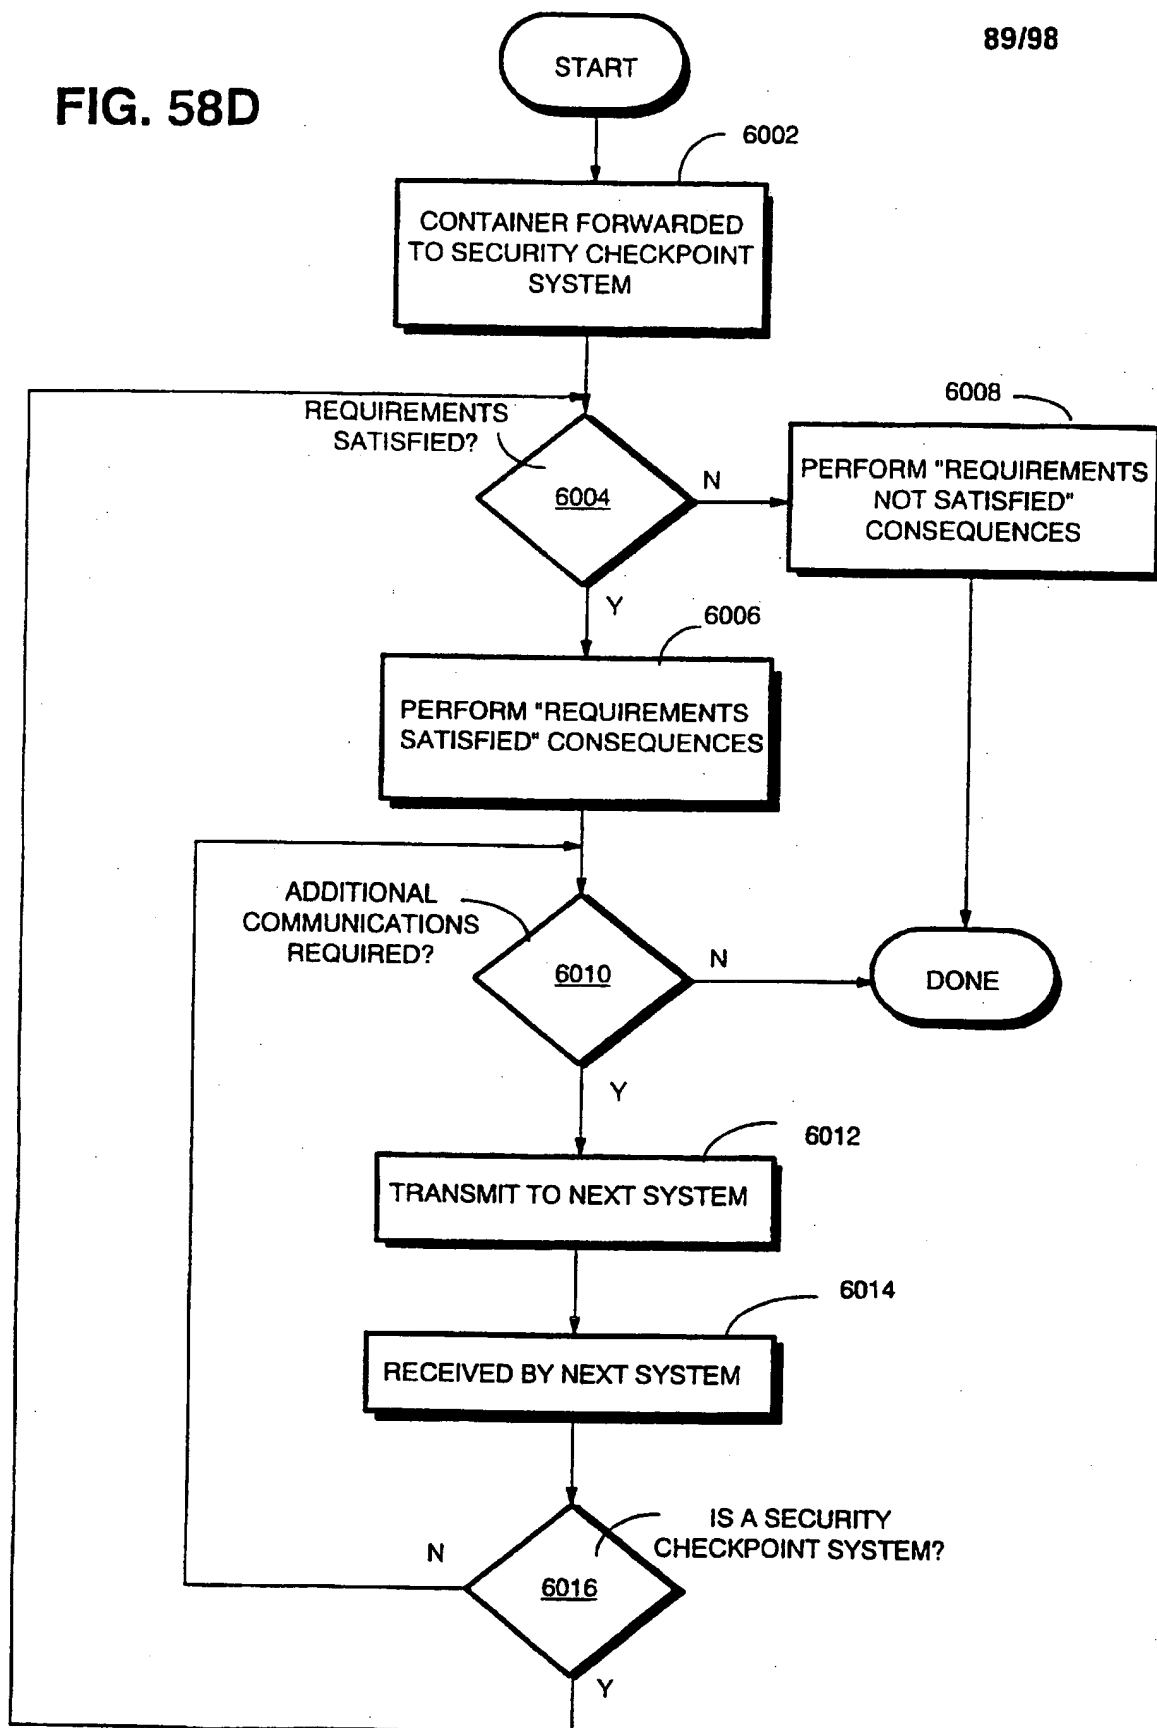 89/98
FIG. 58D
START
6002
CONTAINER FORWARDED
TO SECURITY CHECKPOINT
SYSTEM
REQUIREMENTS
SATISFIED?
6004
N
Y
6008
PERFORM "REQUIREMENTS
NOT SATISFIED"
CONSEQUENCES
6006
PERFORM "REQUIREMENTS
SATISFIED" CONSEQUENCES
ADDITIONAL
COMMUNICATIONS
REQUIRED?
6010
N
DONE
Y
6012
TRANSMIT TO NEXT SYSTEM
6014
RECEIVED BY NEXT SYSTEM
IS A SECURITY
CHECKPOINT SYSTEM?
N
6016
Y